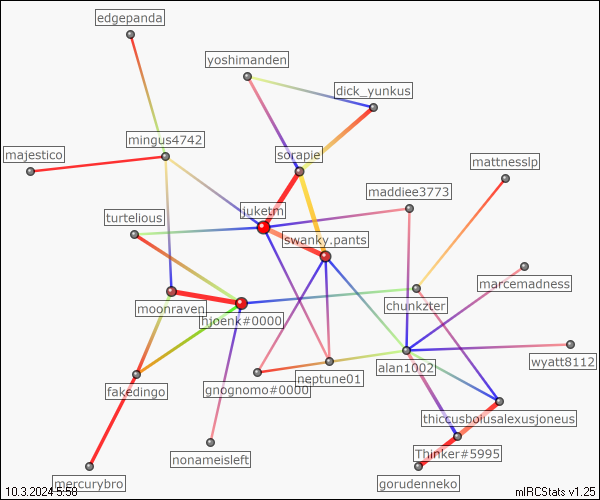 edgepanda
yoshimanden
dick_yunkus
mingus4742
majestico
sorapie
mattnesslp
maddiee3773
juketm
turtelious
swanky.pants
marcemadness
moonraven
chunkzter
njoenk#0000
wyatt8112
alan1002
neptune01
gnognomo#0000
fakedingo
thiccusboiusalexusjoneus
Thinker#5995
nonameisleft
mercurybro
gorudenneko
10.3.2024 5:58
mIRCStats v1.25